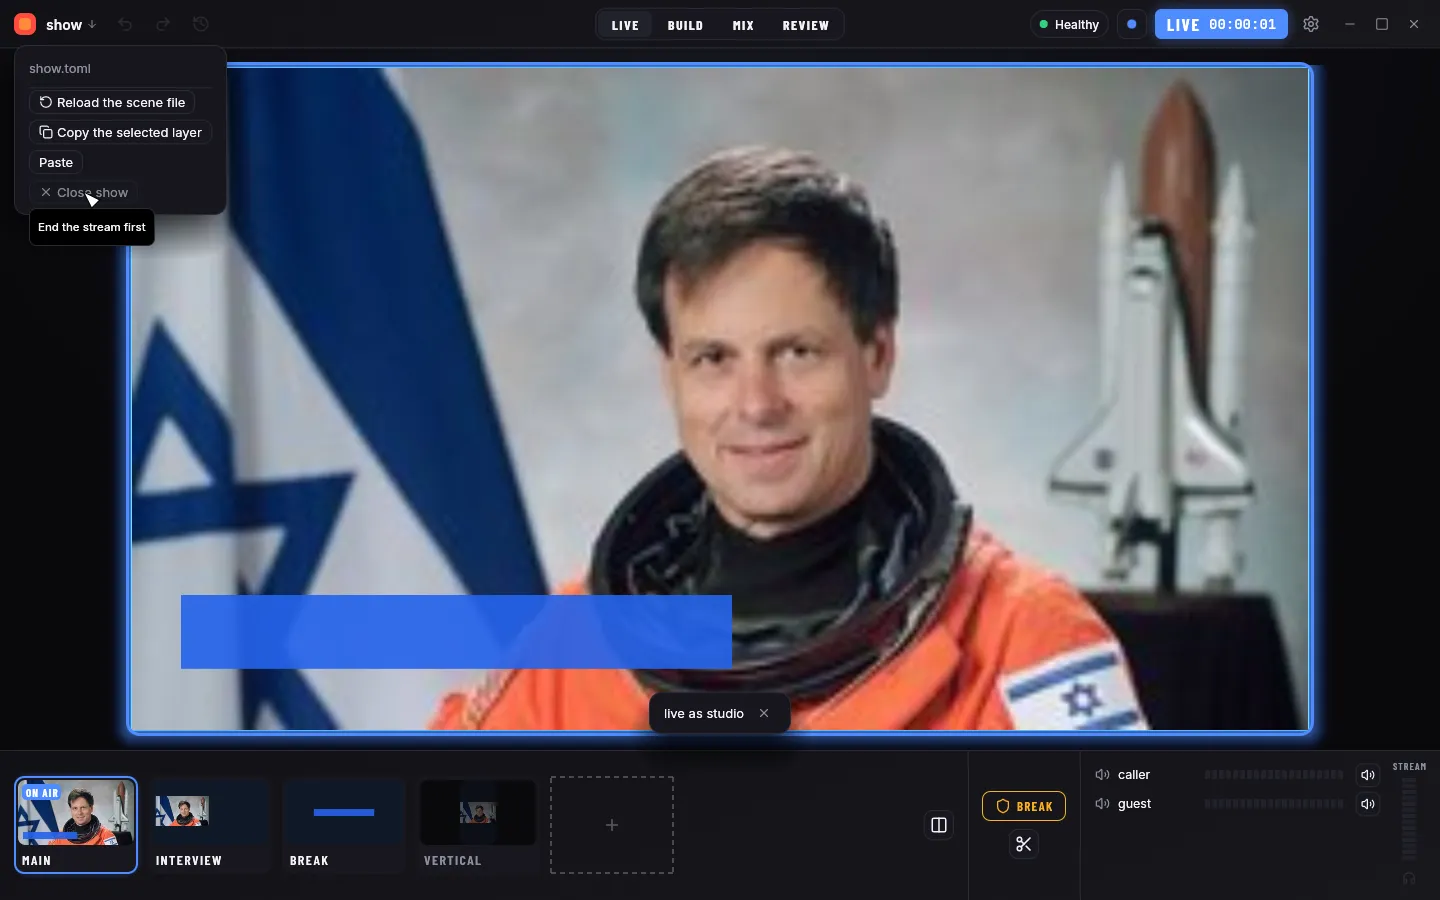 show
LIVE
BUILD
MIX
REVIEW
Healthy
LIVE 00:00:01
show.toml
Reload the scene file
Copy the selected layer
Paste
Close show
End the stream first
live as studio
ON AIR
MAIN
INTERVIEW
BREAK
VERTICAL
BREAK
caller
guest
STREAM